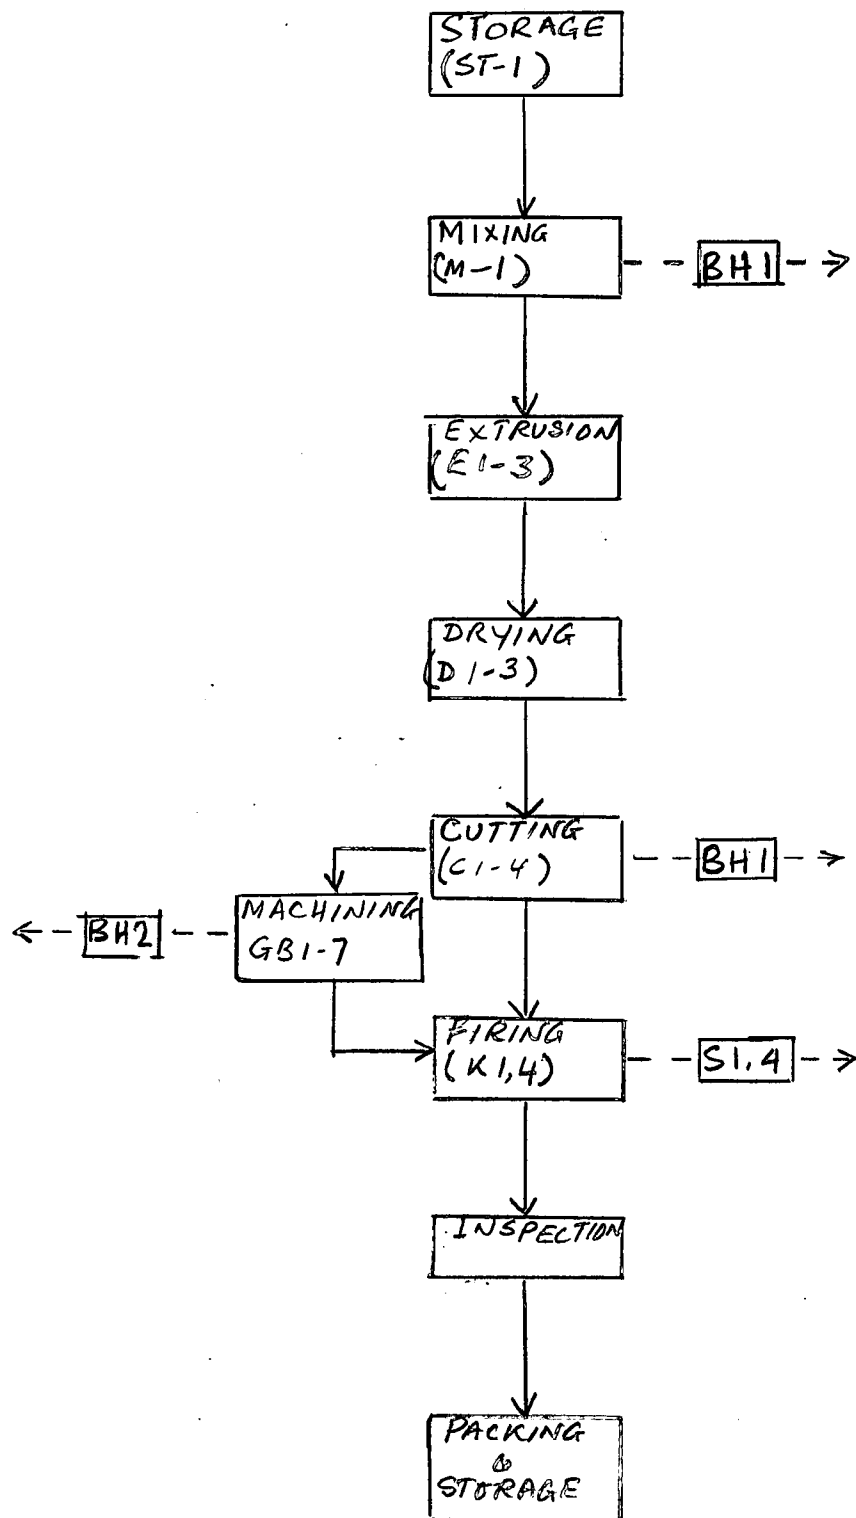 STORAGE
(ST-1)
MIXING
(M-1)
BH1
EXTRUSION
(E1-3)
DRYING
(D1-3)
CUTTING
(C1-4)
BH1
MACHINING
GB1-7
BH2
FIRING
(K1,4)
S1,4
INSPECTION
PACKING
&
STORAGE